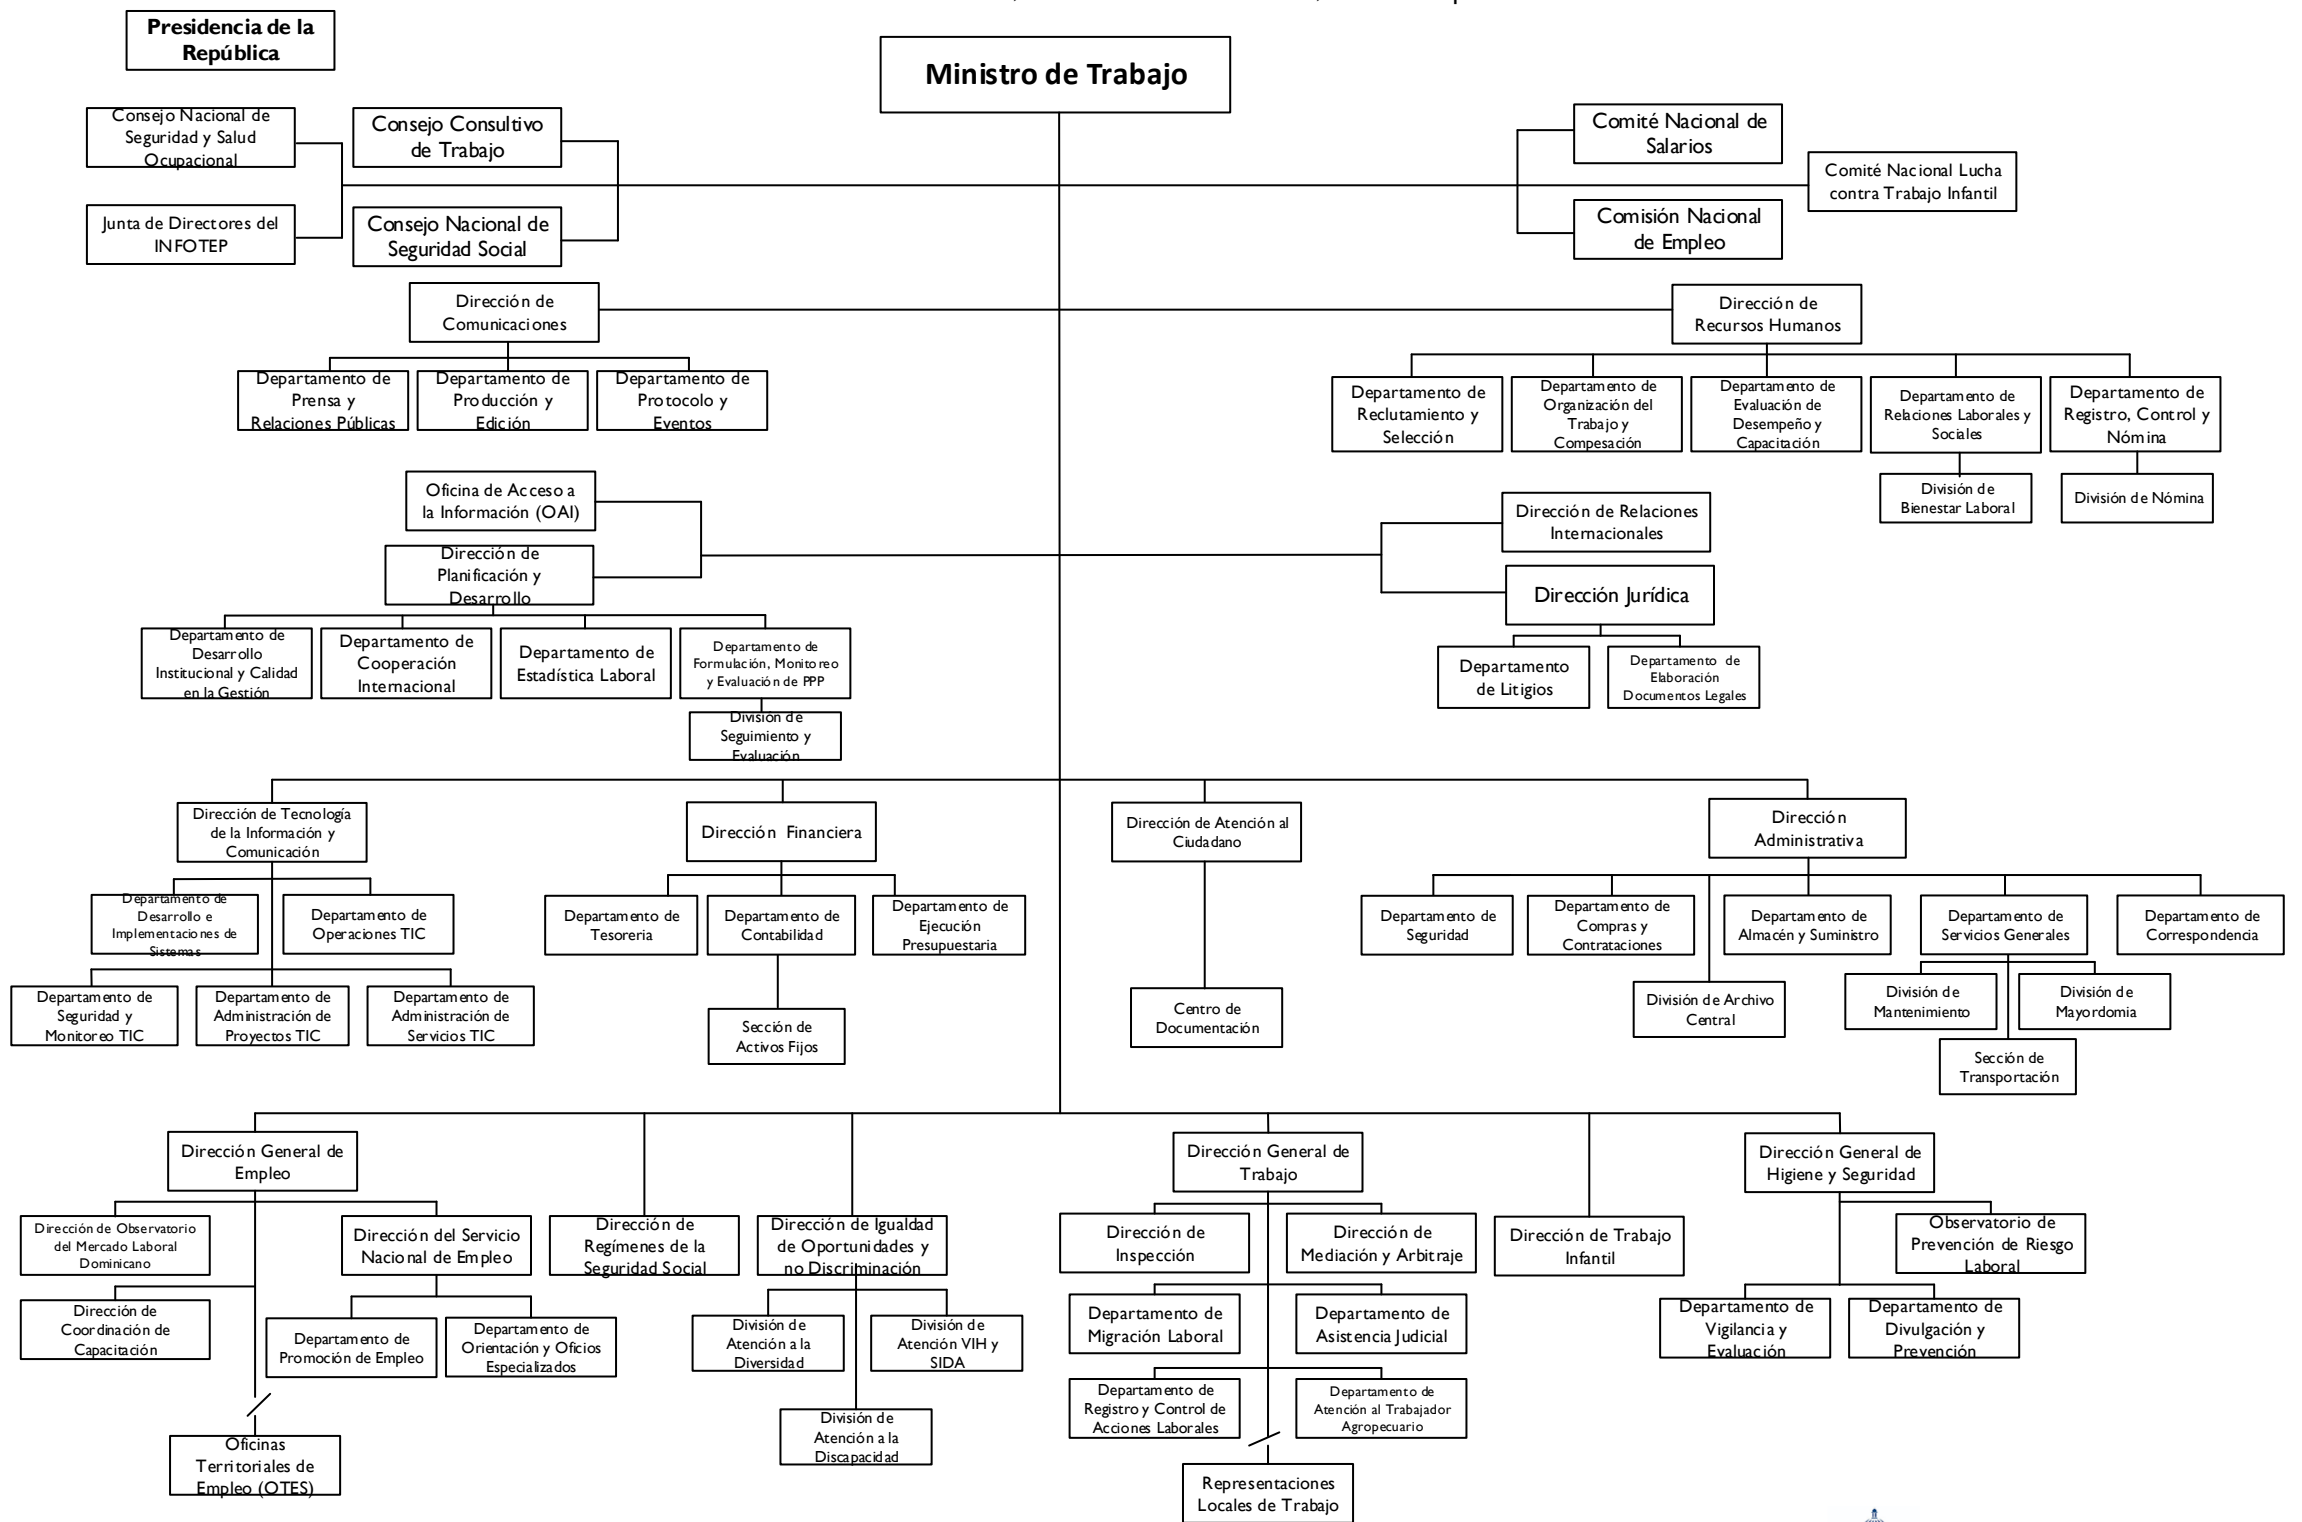 Presidencia de la
República
Ministro de Trabajo
Consejo Nacional de
Seguridad y Salud
Ocupacional
Consejo Consultivo
de Trabajo
Comité Nacional de
Salarios
Comité Nacional Lucha
contra Trabajo Infantil
Junta de Directores del
INFOTEP
Consejo Nacional de
Seguridad Social
Comisión Nacional
de Empleo
Dirección de
Comunicaciones
Dirección de
Recursos Humanos
Departamento de
Prensa y
Relaciones Públicas
Departamento de
Producción y
Edición
Departamento de
Protocolo y
Eventos
Departamento de
Reclutamiento y
Selección
Departamento de
Organización del
Trabajo y
Compesación
Departamento de
Evaluación de
Desempeño y
Capacitación
Departamento de
Relaciones Laborales y
Sociales
Departamento de
Registro, Control y
Nómina
División de
Bienestar Laboral
División de Nómina
Oficina de Acceso a
la Información (OAI)
Dirección de Relaciones
Internacionales
Dirección de
Planificación y
Desarrollo
Dirección Jurídica
Departamento de
Desarrollo
Institucional y Calidad
en la Gestión
Departamento de
Cooperación
Internacional
Departamento de
Estadística Laboral
Departamento de
Formulación, Monitoreo
y Evaluación de PPP
Departamento
de Litigios
Departamento de
Elaboración
Documentos Legales
División de
Seguimiento y
Evaluación
Dirección de Tecnología
de la Información y
Comunicación
Dirección Financiera
Dirección de Atención al
Ciudadano
Dirección
Administrativa
Departamento de
Desarrollo e
Implementaciones de
Sistemas
Departamento de
Operaciones TIC
Departamento de
Tesoreria
Departamento de
Contabilidad
Departamento de
Ejecución
Presupuestaria
Departamento de
Seguridad
Departamento de
Compras y
Contrataciones
Departamento de
Almacén y Suministro
Departamento de
Servicios Generales
Departamento de
Correspondencia
Departamento de
Seguridad y
Monitoreo TIC
Departamento de
Administración de
Proyectos TIC
Departamento de
Administración de
Servicios TIC
Sección de
Activos Fijos
Centro de
Documentación
División de Archivo
Central
División de
Mantenimiento
División de
Mayordomia
Sección de
Transportación
Dirección General de
Empleo
Dirección General de
Trabajo
Dirección General de
Higiene y Seguridad
Dirección de Observatorio
del Mercado Laboral
Dominicano
Dirección del Servicio
Nacional de Empleo
Dirección de
Regímenes de la
Seguridad Social
Dirección de Igualdad
de Oportunidades y
no Discriminación
Dirección de
Inspección
Dirección de
Mediación y Arbitraje
Dirección de Trabajo
Infantil
Observatorio de
Prevención de Riesgo
Laboral
Dirección de
Coordinación de
Capacitación
Departamento de
Promoción de Empleo
Departamento de
Orientación y Oficios
Especializados
División de
Atención a la
Diversidad
División de
Atención VIH y
SIDA
Departamento de
Migración Laboral
Departamento de
Asistencia Judicial
Departamento de
Vigilancia y
Evaluación
Departamento de
Divulgación y
Prevención
División de
Atención a la
Discapacidad
Departamento de
Registro y Control de
Acciones Laborales
Departamento de
Atención al Trabajador
Agropecuario
Oficinas
Territoriales de
Empleo (OTES)
Representaciones
Locales de Trabajo